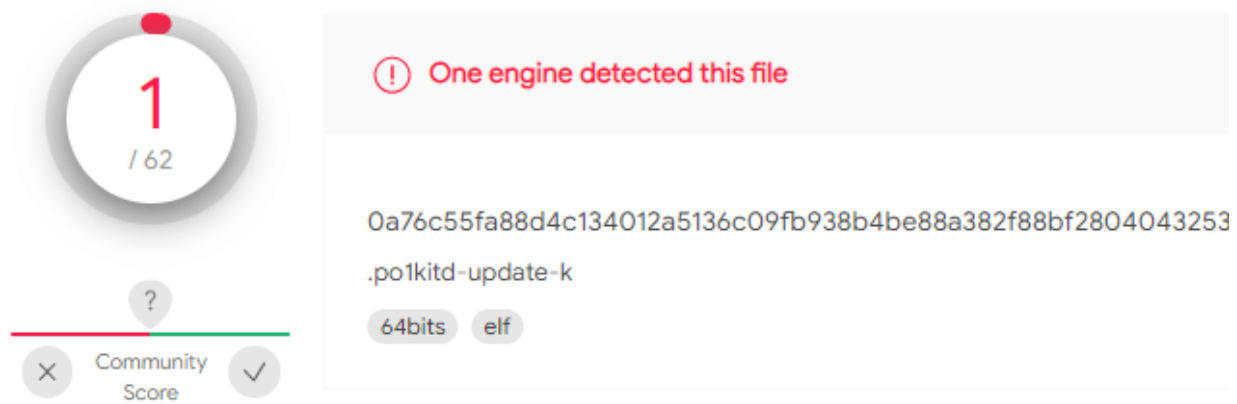 1
/ 62
?
Community
Score
One engine detected this file
0a76c55fa88d4c134012a5136c09fb938b4be88a382f88bf2804043253
.po1kitd-update-k
64bits elf